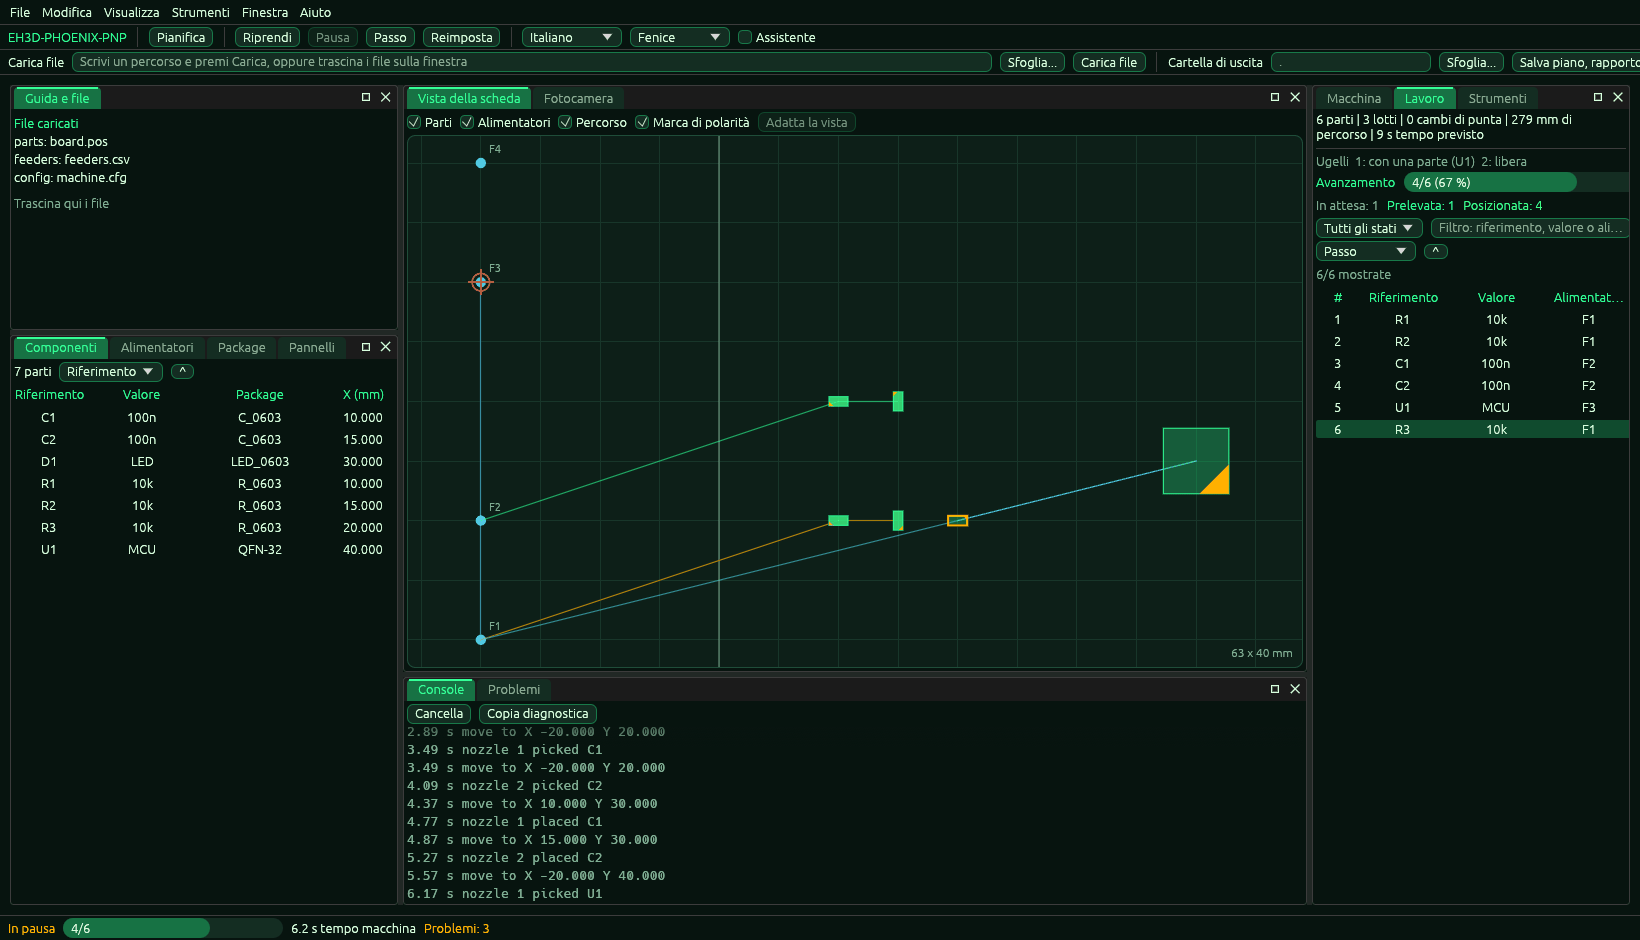 File Modifica Visualizza Strumenti Finestra Aiuto
EH3D-PHOENIX-PNP Pianifica Riprendi Pausa Passo Reimposta Italiano Fenice Assistente
Carica file Scrivi un percorso e premi Carica, oppure trascina i file sulla finestra Sfoglia... Carica file Cartella di uscita . Sfoglia... Salva piano, rapporto
Guida e file
File caricati
parts: board.pos
feeders: feeders.csv
config: machine.cfg
Trascina qui i file
Componenti Alimentatori Package Pannelli
7 parti Riferimento ^
Riferimento Valore Package X (mm)
C1 100n C_0603 10.000
C2 100n C_0603 15.000
D1 LED LED_0603 30.000
R1 10k R_0603 10.000
R2 10k R_0603 15.000
R3 10k R_0603 20.000
U1 MCU QFN-32 40.000
Vista della scheda Fotocamera
Parti Alimentatori Percorso Marca di polarità Adatta la vista
F4
F3
F2
F1
63 x 40 mm
Console Problemi
Cancella Copia diagnostica
2.89 s move to X -20.000 Y 20.000
3.49 s nozzle 1 picked C1
3.49 s move to X -20.000 Y 20.000
4.09 s nozzle 2 picked C2
4.37 s move to X 10.000 Y 30.000
4.77 s nozzle 1 placed C1
4.87 s move to X 15.000 Y 30.000
5.27 s nozzle 2 placed C2
5.57 s move to X -20.000 Y 40.000
6.17 s nozzle 1 picked U1
Macchina Lavoro Strumenti
6 parti | 3 lotti | 0 cambi di punta | 279 mm di
percorso | 9 s tempo previsto
Ugelli 1: con una parte (U1) 2: libera
Avanzamento 4/6 (67 %)
In attesa: 1 Prelevata: 1 Posizionata: 4
Tutti gli stati Filtro: riferimento, valore o ali...
Passo ^
6/6 mostrate
# Riferimento Valore Alimentat...
1 R1 10k F1
2 R2 10k F1
3 C1 100n F2
4 C2 100n F2
5 U1 MCU F3
6 R3 10k F1
In pausa 4/6 6.2 s tempo macchina Problemi: 3